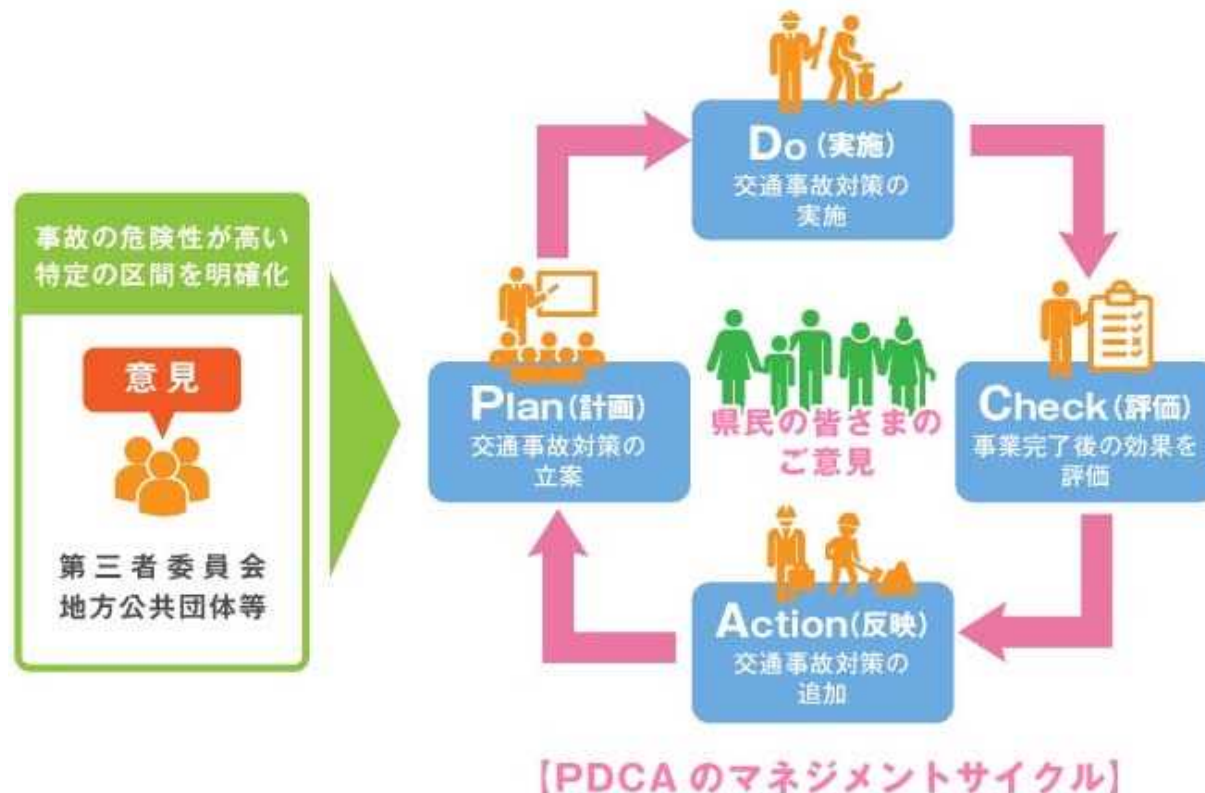 事故の危険性が高い
特定の区間を明確化
意見
第三者委員会
地方公共団体等
Do(実施)
交通事故対策の
実施
Plan(計画)
交通事故対策の
立案
県民の皆さまの
ご意見
Check(評価)
事業完了後の効果を
評価
Action(反映)
交通事故対策の
追加
【PDCAのマネジメントサイクル】